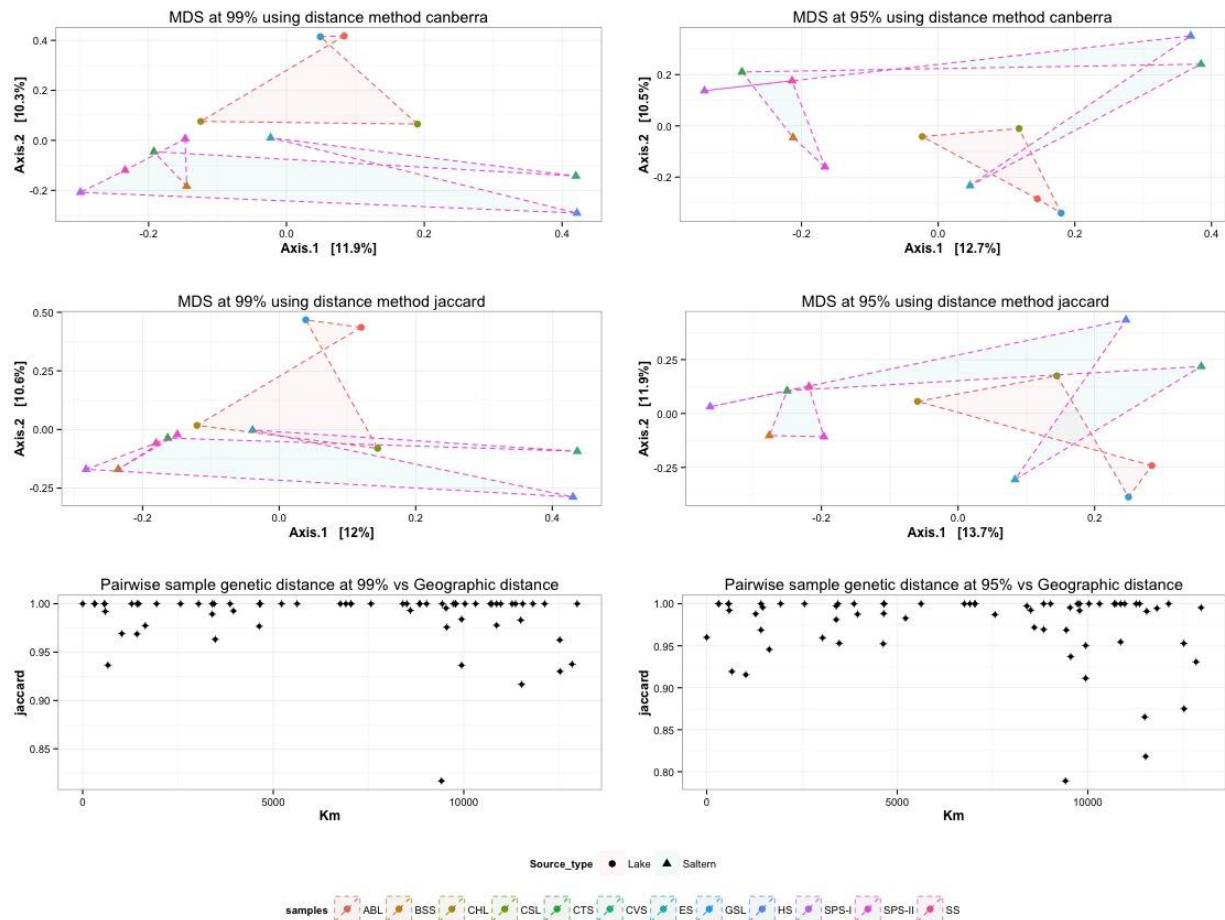 MDS at 99% using distance method canberra
0.4
0.2
0.0
-0.2
Axis.2 [10.3%]
-0.2
0.0
0.2
0.4
Axis.1 [11.9%]
MDS at 95% using distance method canberra
0.2
0.0
-0.2
Axis.2 [10.5%]
-0.2
0.0
0.2
0.4
Axis.1 [12.7%]
MDS at 99% using distance method jaccard
0.50
0.25
0.00
-0.25
Axis.2 [10.6%]
-0.2
0.0
0.2
0.4
Axis.1 [12%]
MDS at 95% using distance method jaccard
0.25
0.00
-0.25
Axis.2 [11.9%]
-0.2
0.0
0.2
Axis.1 [13.7%]
Pairwise sample genetic distance at 99% vs Geographic distance
1.00
0.95
0.90
0.85
jaccard
0
5000
10000
Km
Pairwise sample genetic distance at 95% vs Geographic distance
1.00
0.95
0.90
0.85
0.80
jaccard
0
5000
10000
Km
Source_type Lake Saltern
samples ABL BSS CHL CSL CTS CVS ES GSL HS SPS-I SPS-II SS